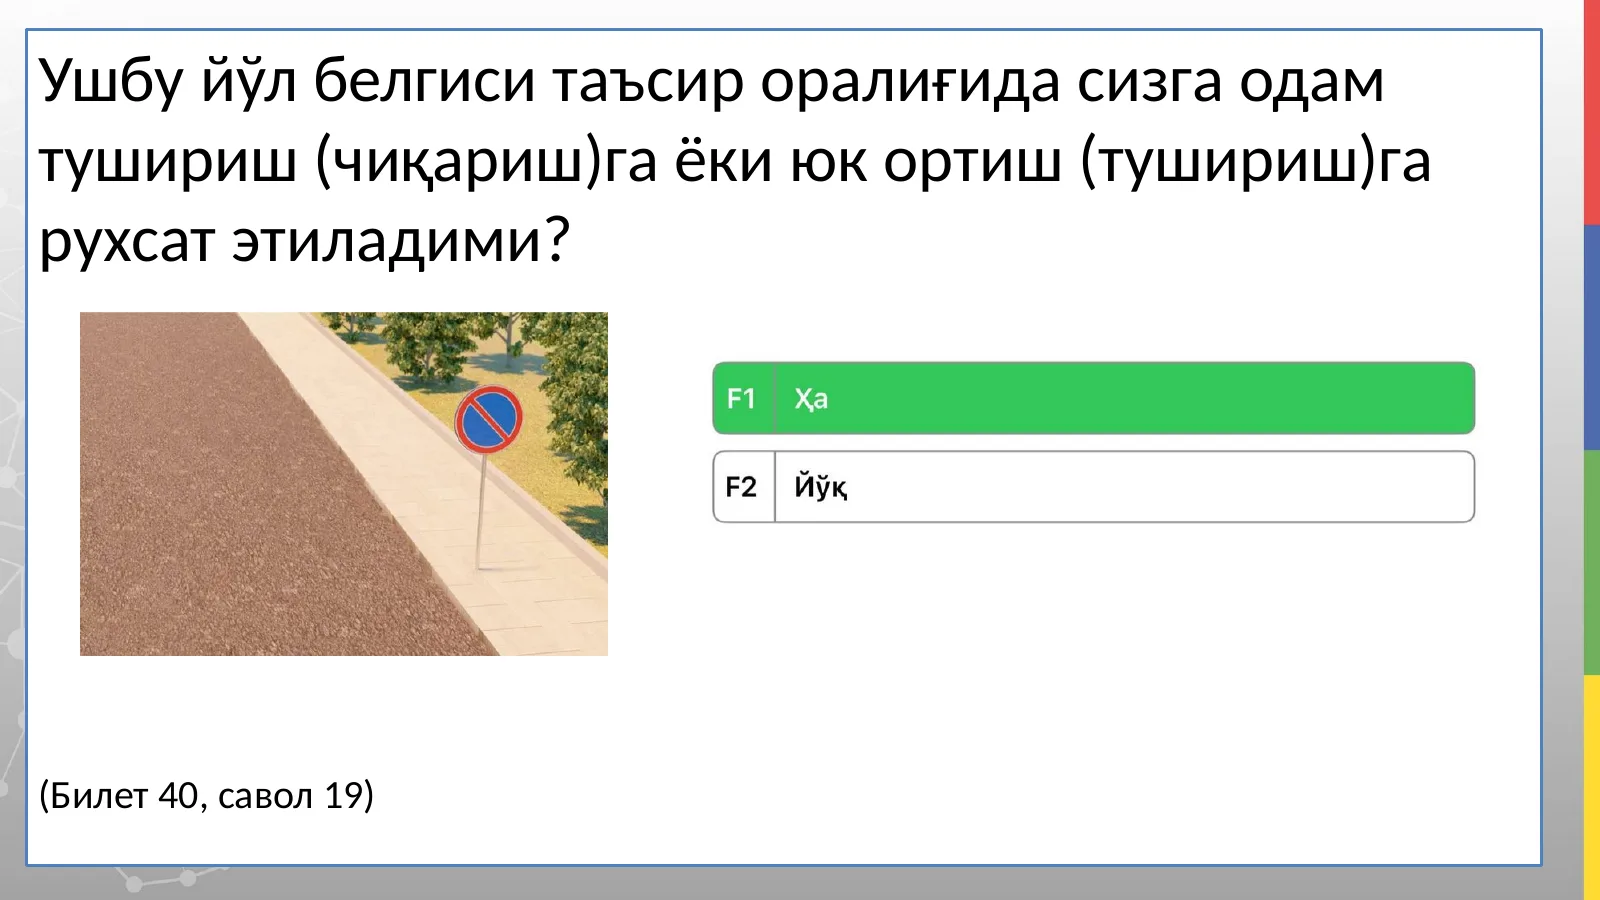 Ушбу йўл белгиси таъсир оралиғида сизга одам
тушириш (чиқариш)га ёки юк ортиш (тушириш)га
рухсат этиладими?
F1 Ҳа
F2 Йўқ
(Билет 40, савол 19)